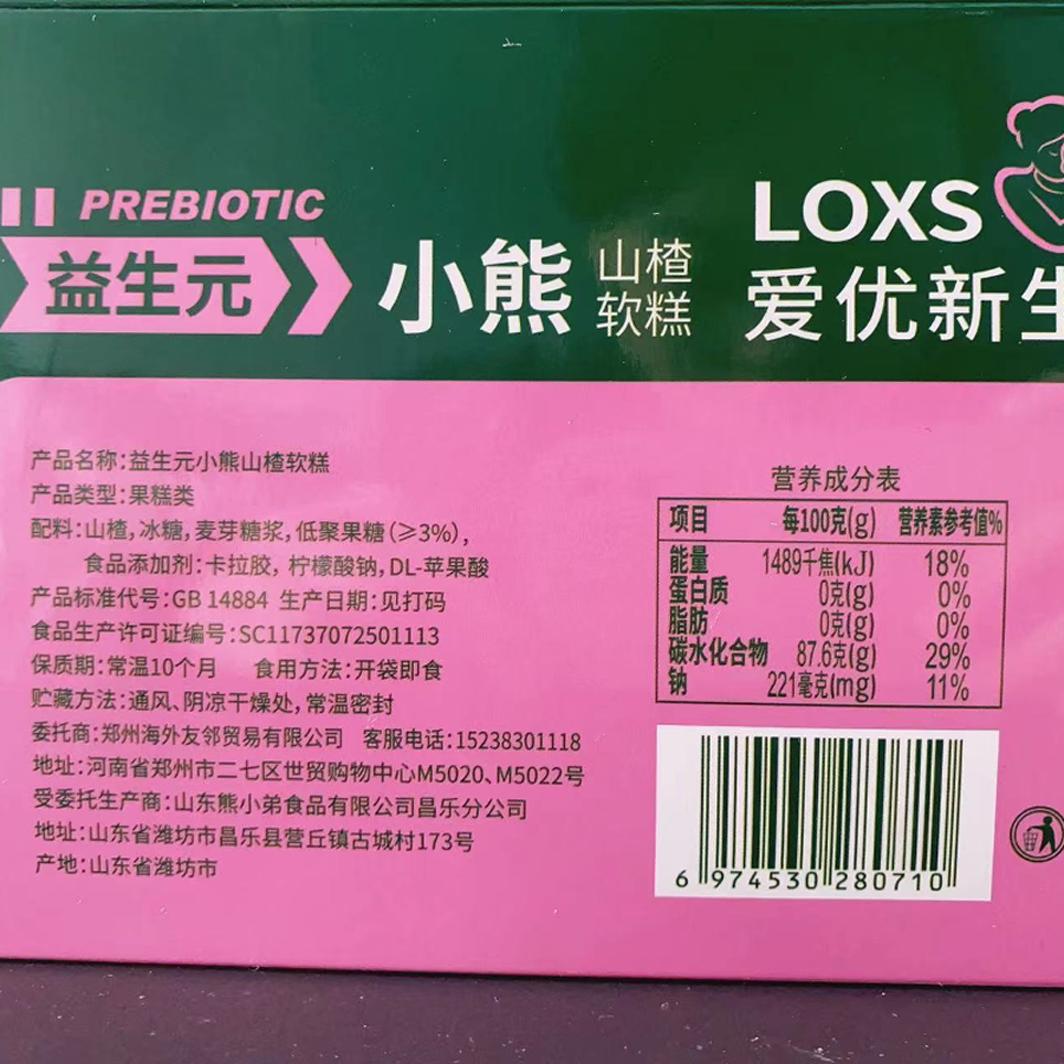 PREBIOTIC
益生元
小熊
山楂
软糕
LOXS
爱优新生
产品名称:益生元小熊山楂软糕
产品类型:果糕类
配料:山楂,冰糖,麦芽糖浆,低聚果糖(≥3%),
食品添加剂:卡拉胶,柠檬酸钠,DL-苹果酸
产品标准代号:GB 14884 生产日期:见打码
食品生产许可证编号:SC11737072501113
保质期:常温10个月 食用方法:开袋即食
贮藏方法:通风、阴凉干燥处,常温密封
委托商:郑州海外友邻贸易有限公司 客服电话:15238301118
地址:河南省郑州市二七区世贸购物中心M5020、M5022号
受委托生产商:山东熊小弟食品有限公司昌乐分公司
地址:山东省潍坊市昌乐县营丘镇古城村173号
产地:山东省潍坊市
营养成分表
项目 每100克(g) 营养素参考值%
能量 1489千焦(kJ) 18%
蛋白质 0克(g) 0%
脂肪 0克(g) 0%
碳水化合物 87.6克(g) 29%
钠 221毫克(mg) 11%
6 974530 280710